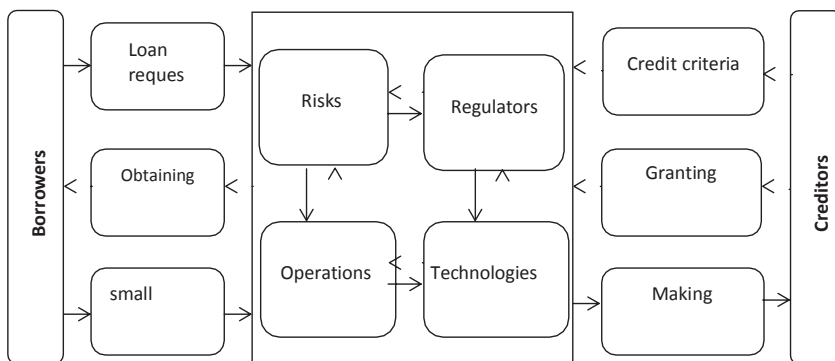 Borrowers
Loan
reques
Obtaining
small
Risks
Regulators
Operations
Technologies
Credit criteria
Granting
Making
Creditors